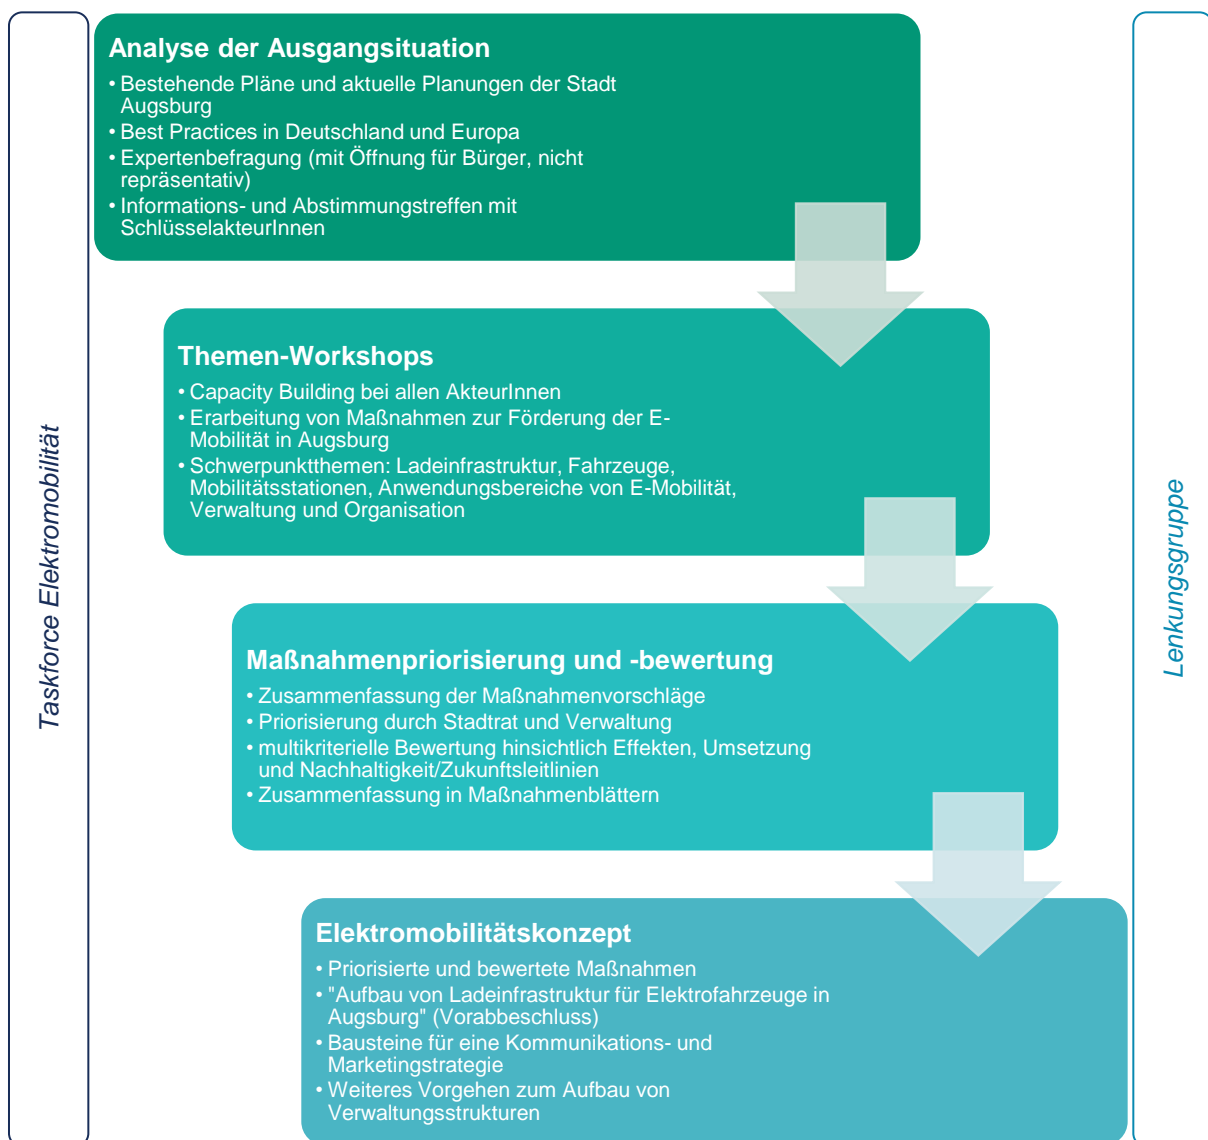 Taskforce Elektromobilität
Analyse der Ausgangsituation
• Bestehende Pläne und aktuelle Planungen der Stadt
Augsburg
• Best Practices in Deutschland und Europa
• Expertenbefragung (mit Öffnung für Bürger, nicht
repräsentativ)
• Informations- und Abstimmungstreffen mit
SchlüsselakteurInnen
Themen-Workshops
• Capacity Building bei allen AkteurInnen
• Erarbeitung von Maßnahmen zur Förderung der E-
Mobilität in Augsburg
• Schwerpunktthemen: Ladeinfrastruktur, Fahrzeuge,
Mobilitätsstationen, Anwendungsbereiche von E-Mobilität,
Verwaltung und Organisation
Maßnahmenpriorisierung und -bewertung
• Zusammenfassung der Maßnahmenvorschläge
• Priorisierung durch Stadtrat und Verwaltung
• multikriterielle Bewertung hinsichtlich Effekten, Umsetzung
und Nachhaltigkeit/Zukunftsleitlinien
• Zusammenfassung in Maßnahmenblättern
Elektromobilitätskonzept
• Priorisierte und bewertete Maßnahmen
• "Aufbau von Ladeinfrastruktur für Elektrofahrzeuge in
Augsburg" (Vorabbeschluss)
• Bausteine für eine Kommunikations- und
Marketingstrategie
• Weiteres Vorgehen zum Aufbau von
Verwaltungsstrukturen
Lenkungsgruppe